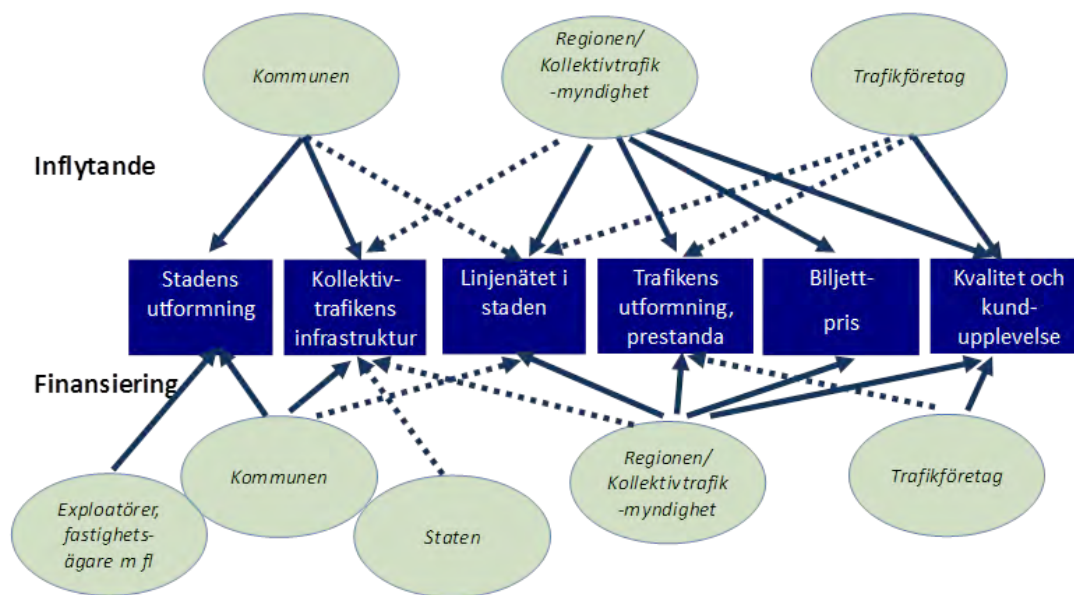 Kommunen
Regionen/
Kollektivtrafik
-myndighet
Trafikföretag
Inflytande
Stadens
utformning
Kollektiv-
trafikens
infrastruktur
Linjenätet i
staden
Trafikens
utformning,
prestanda
Biljett-
pris
Kvalitet och
kund-
upplevelse
Finansiering
Exploatörer,
fastighets-
ägare m fl
Kommunen
Staten
Regionen/
Kollektivtrafik
-myndighet
Trafikföretag